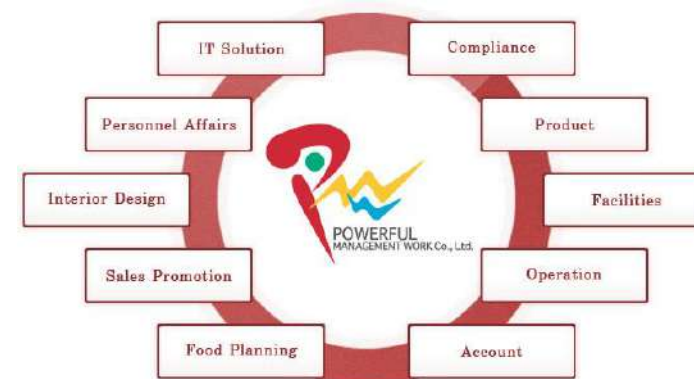 IT Solution
Compliance
Personnel Affairs
Product
Interior Design
Facilities
POWERFUL
MANAGEMENT WORK Co., Ltd.
Sales Promotion
Operation
Food Planning
Account